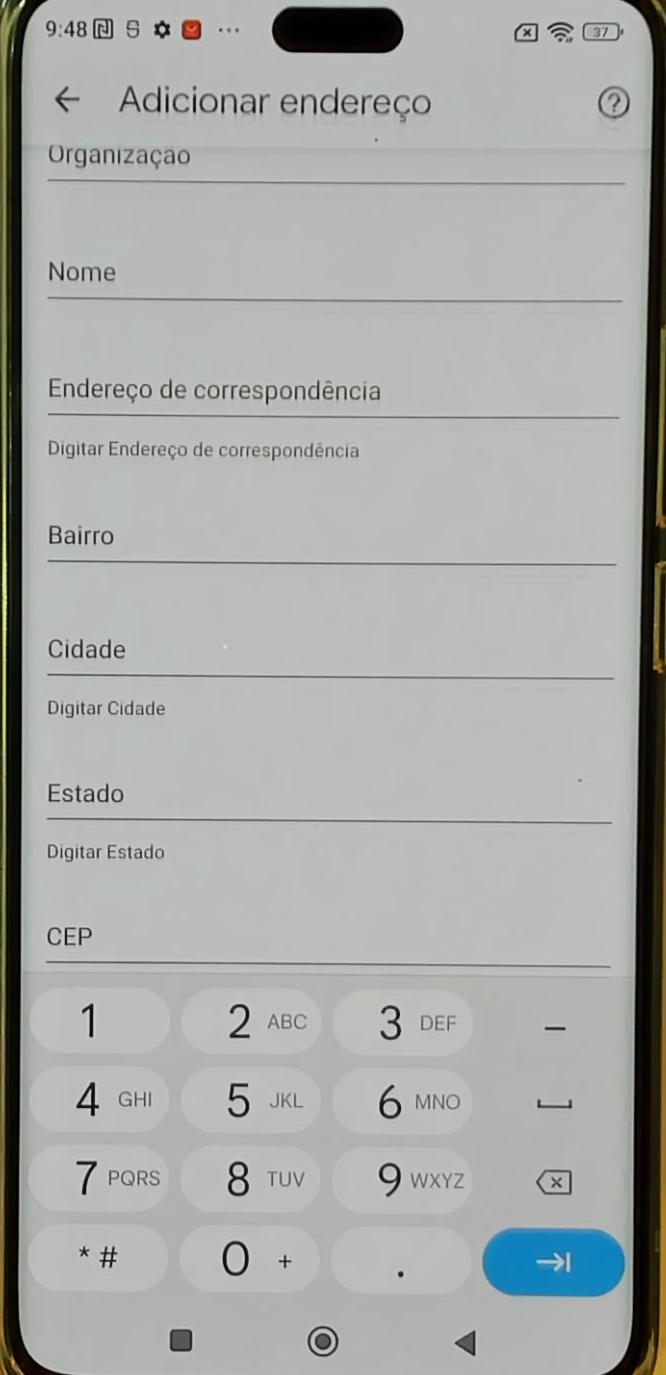 9:48
37
Adicionar endereço
Organização
Nome
Endereço de correspondência
Digitar Endereço de correspondência
Bairro
Cidade
Digitar Cidade
Estado
Digitar Estado
CEP
1 2 ABC 3 DEF –
4 GHI 5 JKL 6 MNO
7 PQRS 8 TUV 9 WXYZ
* # 0 + .